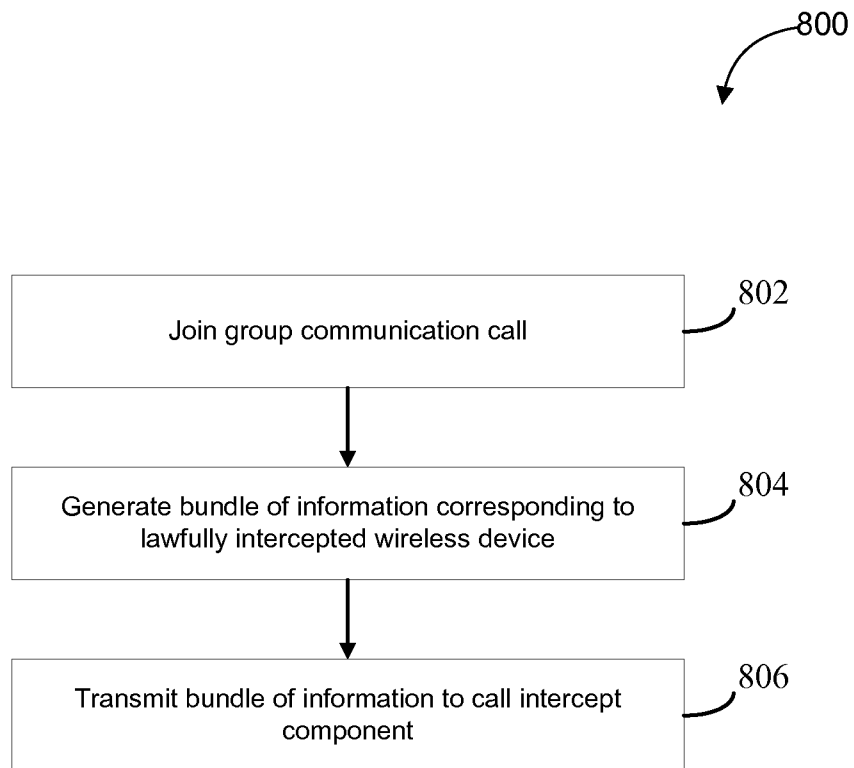 800
802
Join group communication call
804
Generate bundle of information corresponding to
lawfully intercepted wireless device
806
Transmit bundle of information to call intercept
component